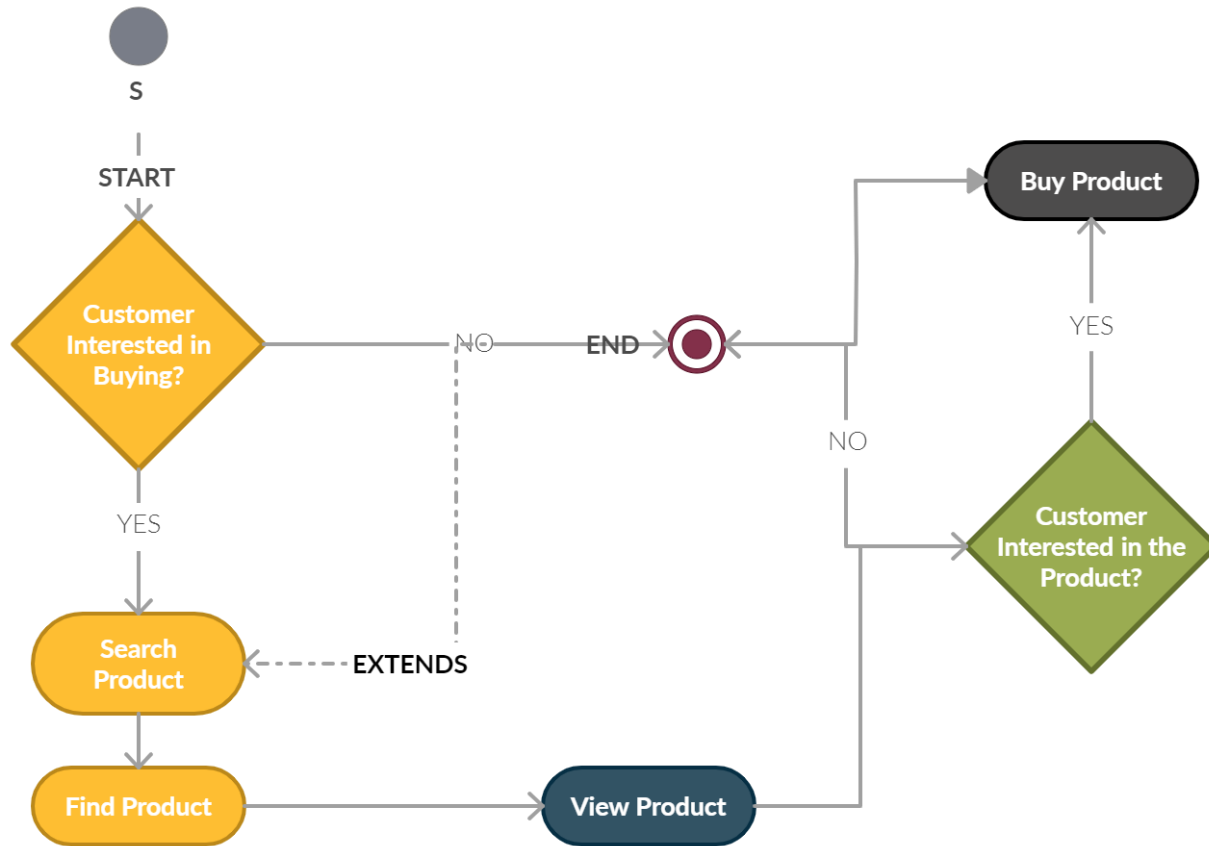 S
START
Buy Product
Customer
Interested in
Buying?
NO
END
YES
NO
YES
Customer
Interested in the
Product?
Search
Product
EXTENDS
Find Product
View Product